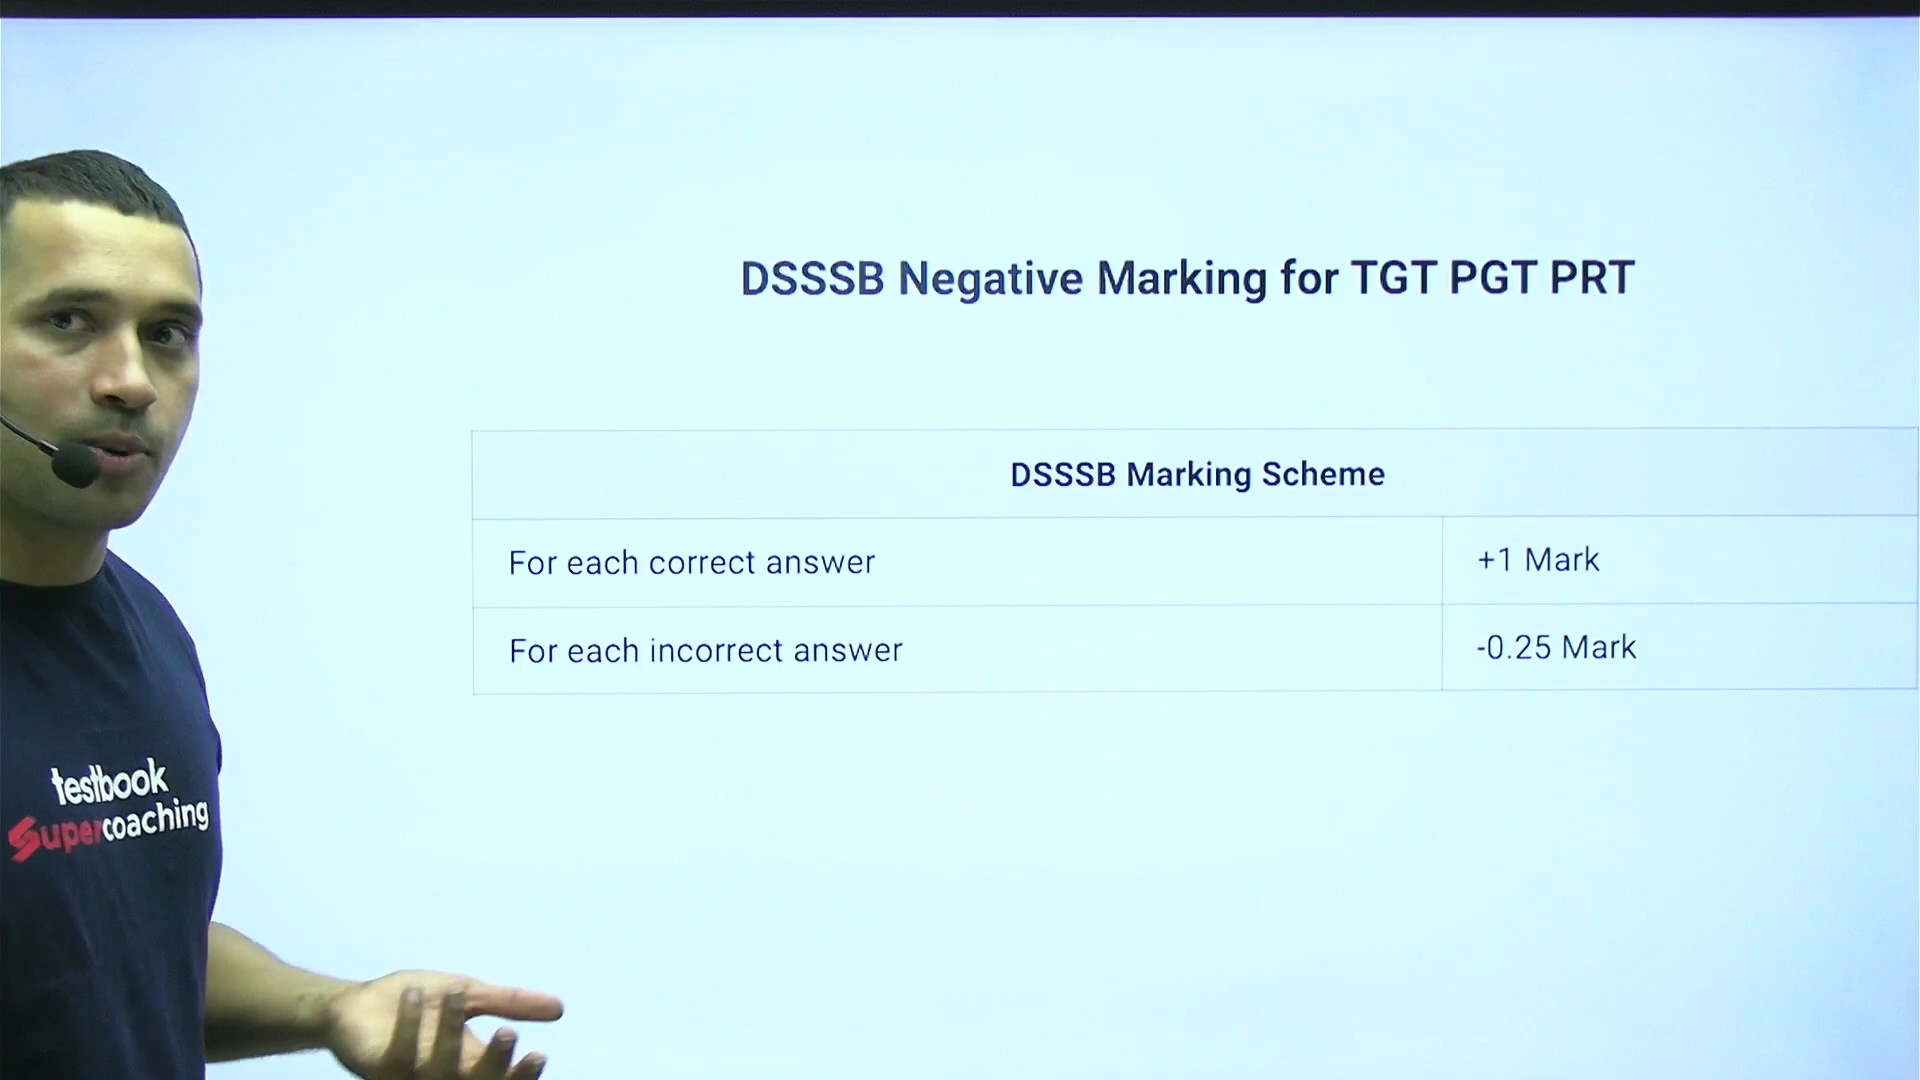 DSSSB Negative Marking for TGT PGT PRT
DSSSB Marking Scheme
For each correct answer
+1 Mark
For each incorrect answer
-0.25 Mark
testbook
Supercoaching